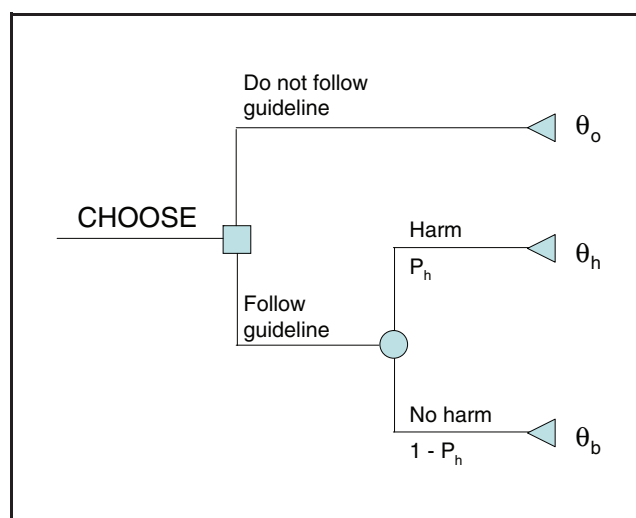 Do not follow
guideline
θo
CHOOSE
Harm
Ph
θh
Follow
guideline
No harm
1 - Ph
θb